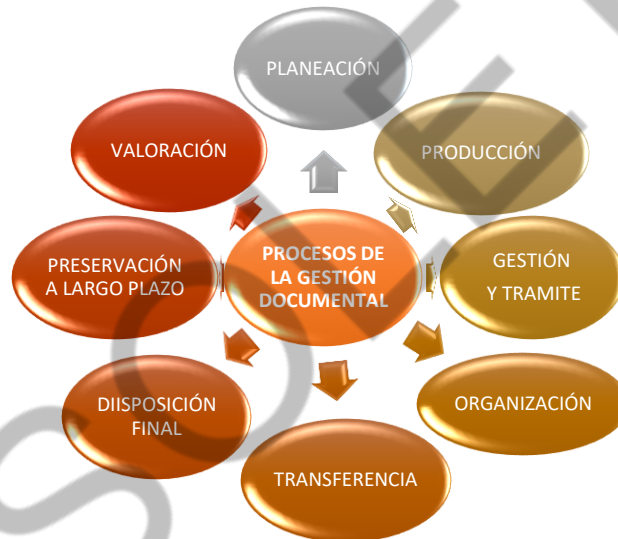 PLANEACIÓN
PRODUCCIÓN
GESTIÓN
Y TRAMITE
ORGANIZACIÓN
TRANSFERENCIA
DIISPOSICIÓN
FINAL
PRESERVACIÓN
A LARGO PLAZO
VALORACIÓN
PROCESOS DE
LA GESTIÓN
DOCUMENTAL